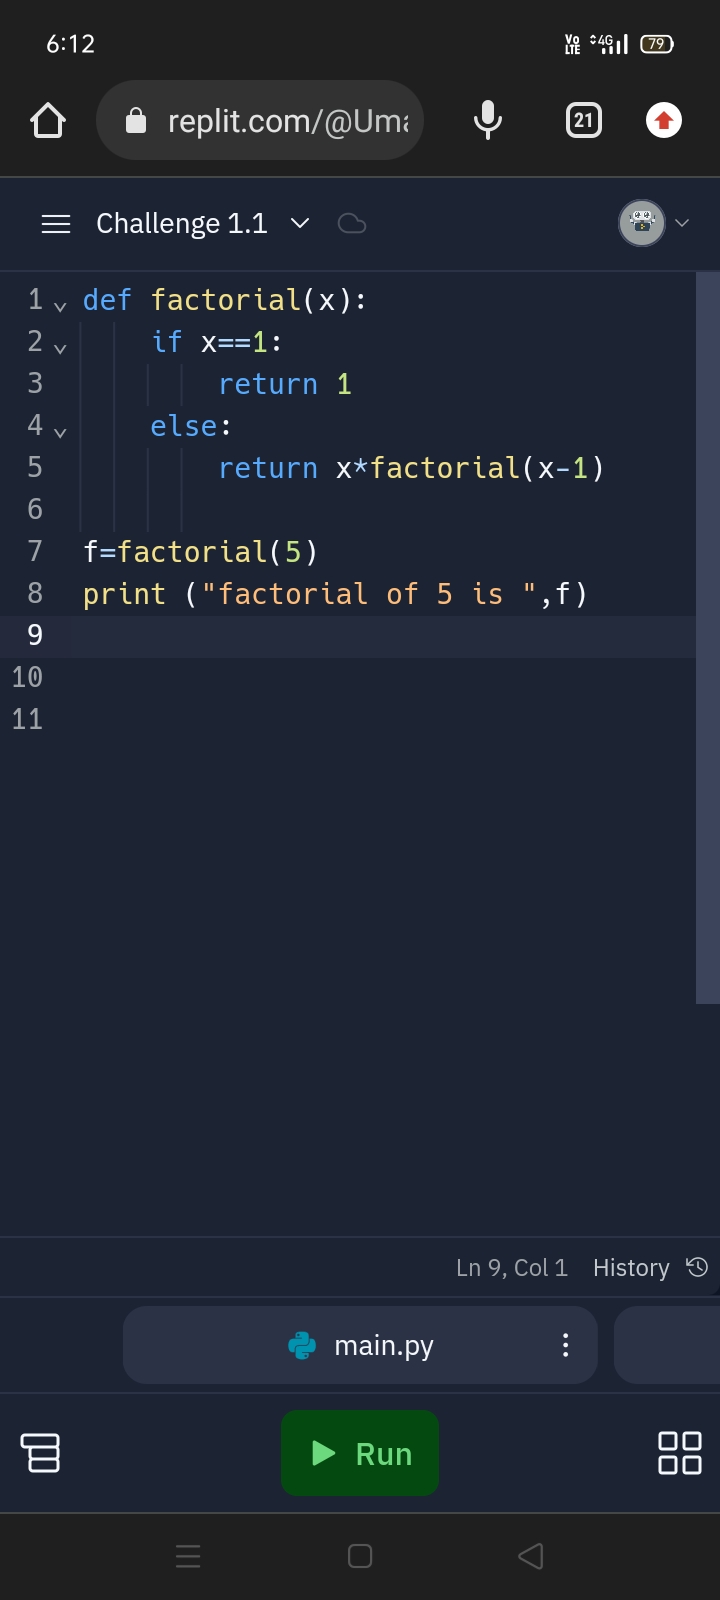 6:12
Vo LTE 4G 79
replit.com/@Uma
21
Challenge 1.1
1 def factorial(x):
2     if x==1:
3         return 1
4     else:
5         return x*factorial(x-1)
6
7 f=factorial(5)
8 print ("factorial of 5 is ",f)
9
10
11
Ln 9, Col 1 History
main.py
Run